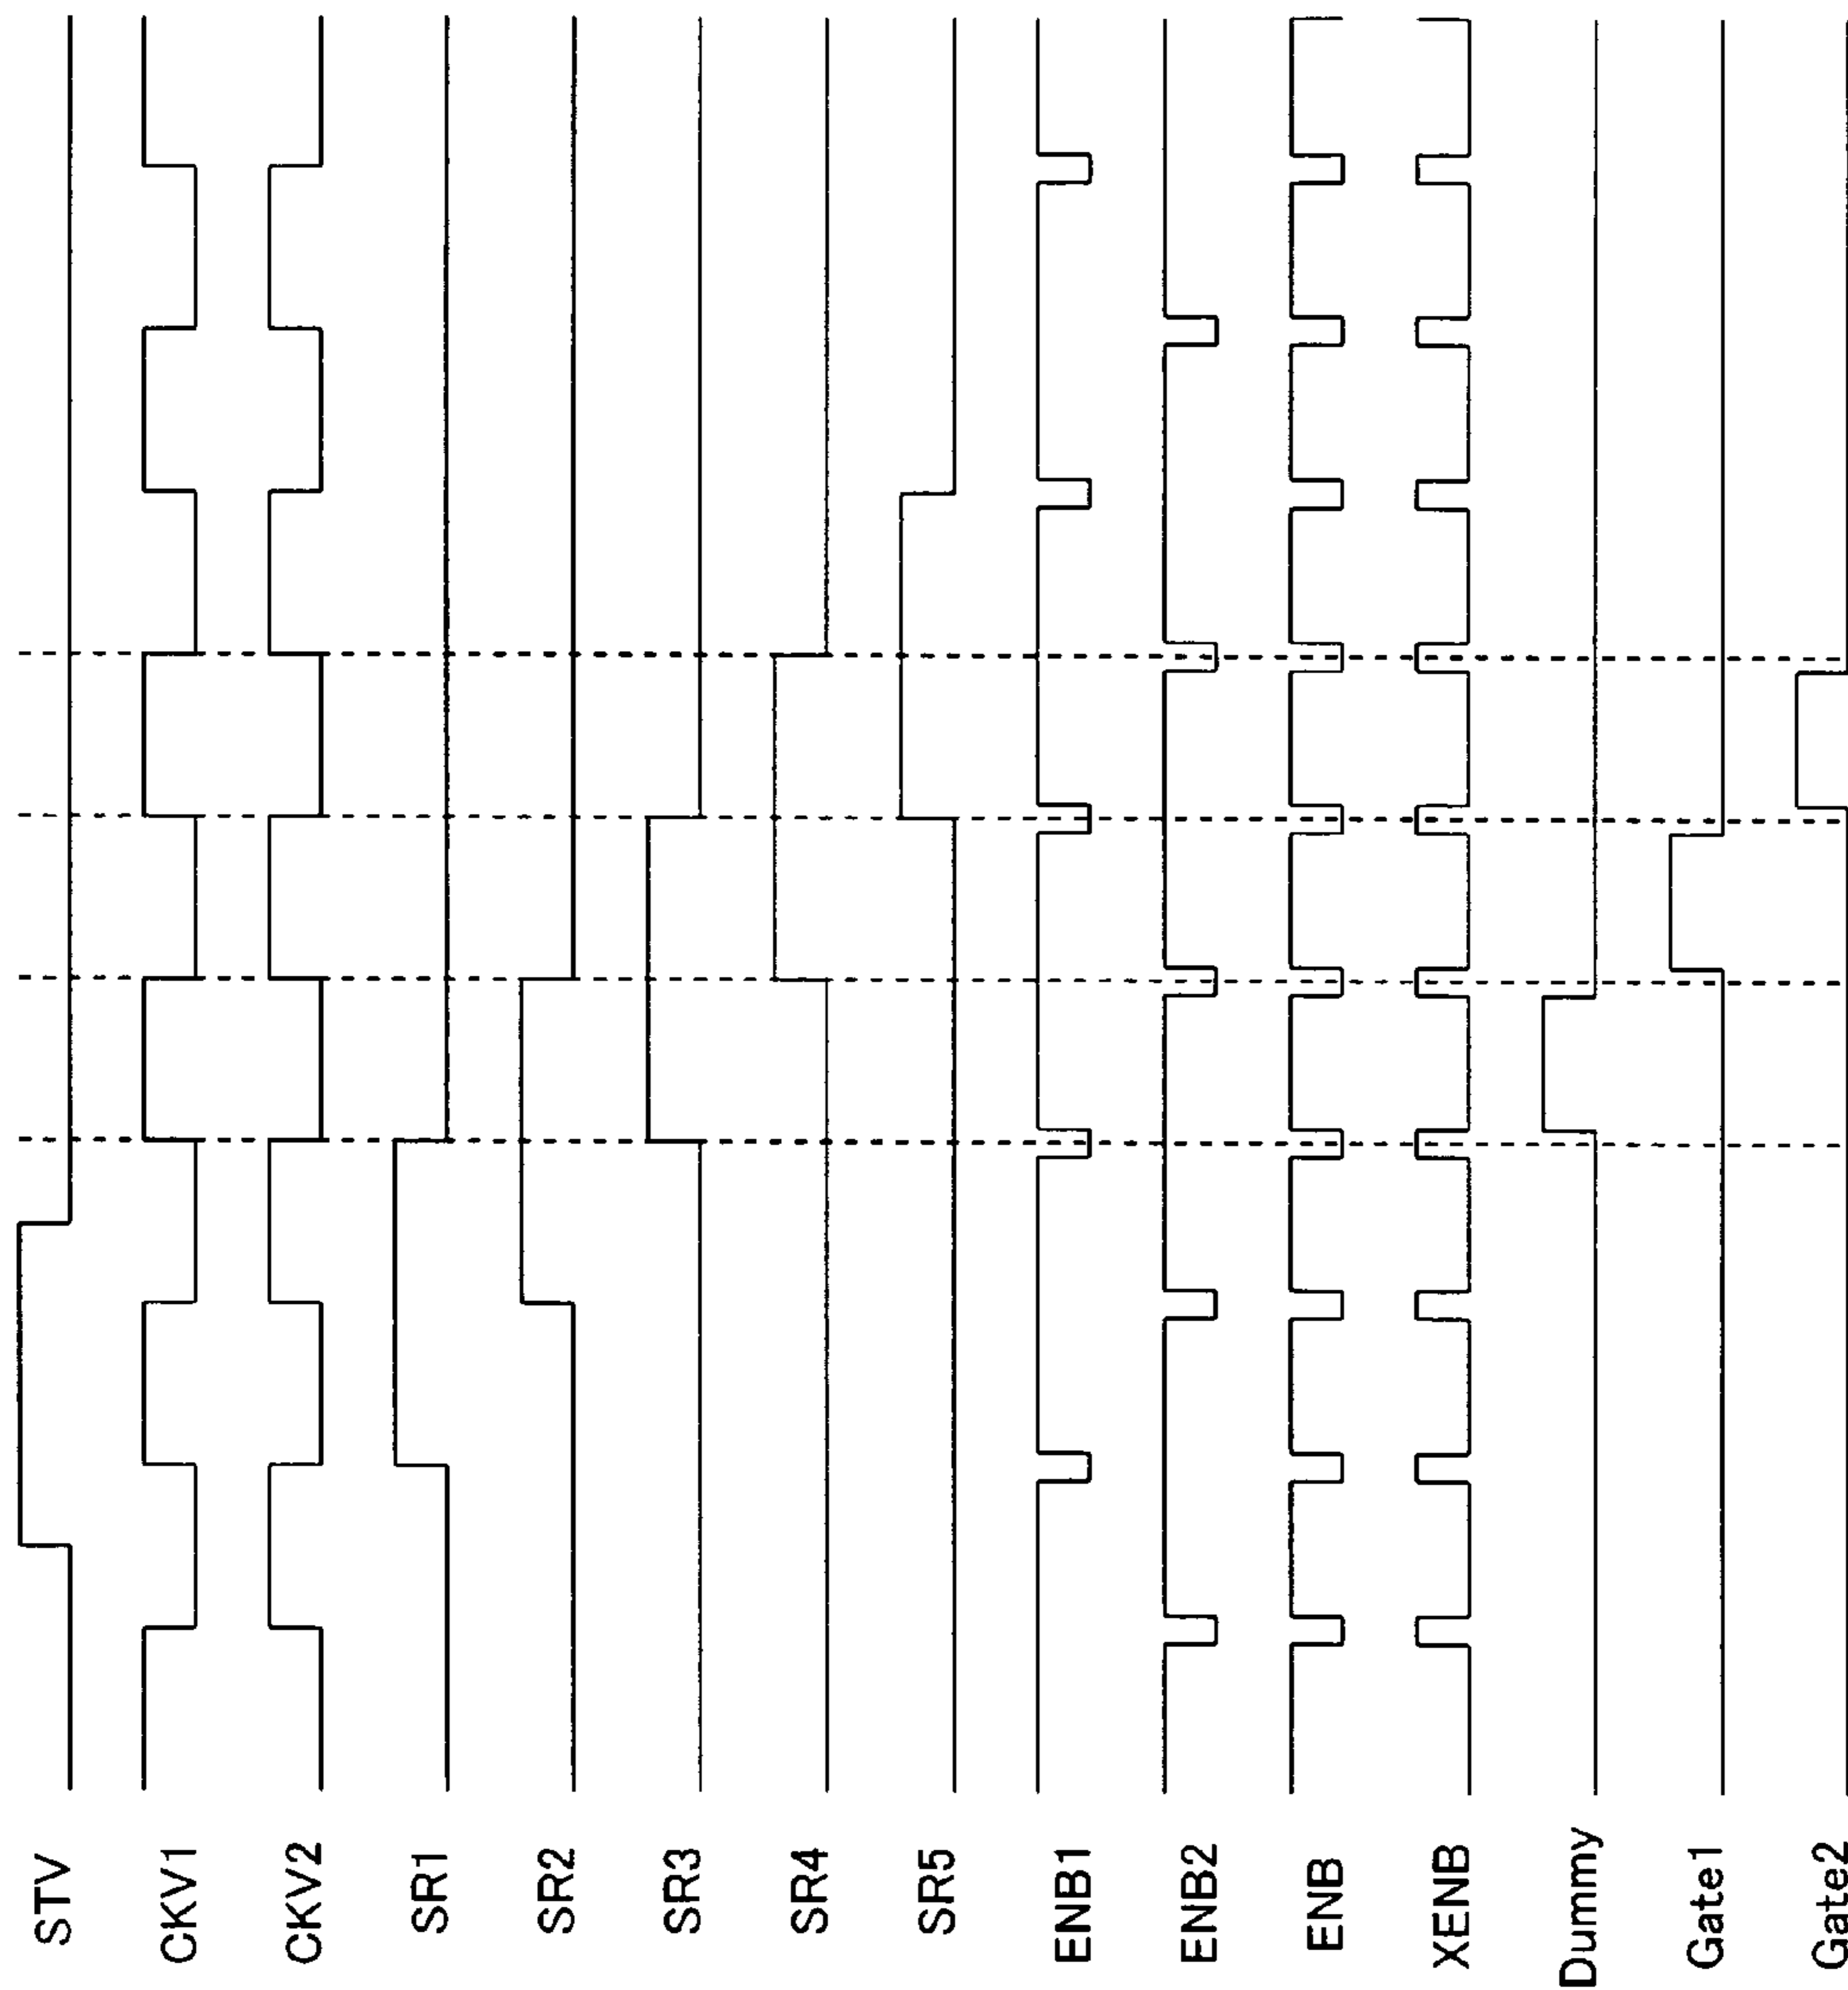 STV
CKV1
CKV2
SR1
SR2
SR3
SR4
SR5
ENB1
ENB2
ENB
XENB
Dummy
Gate1
Gate2